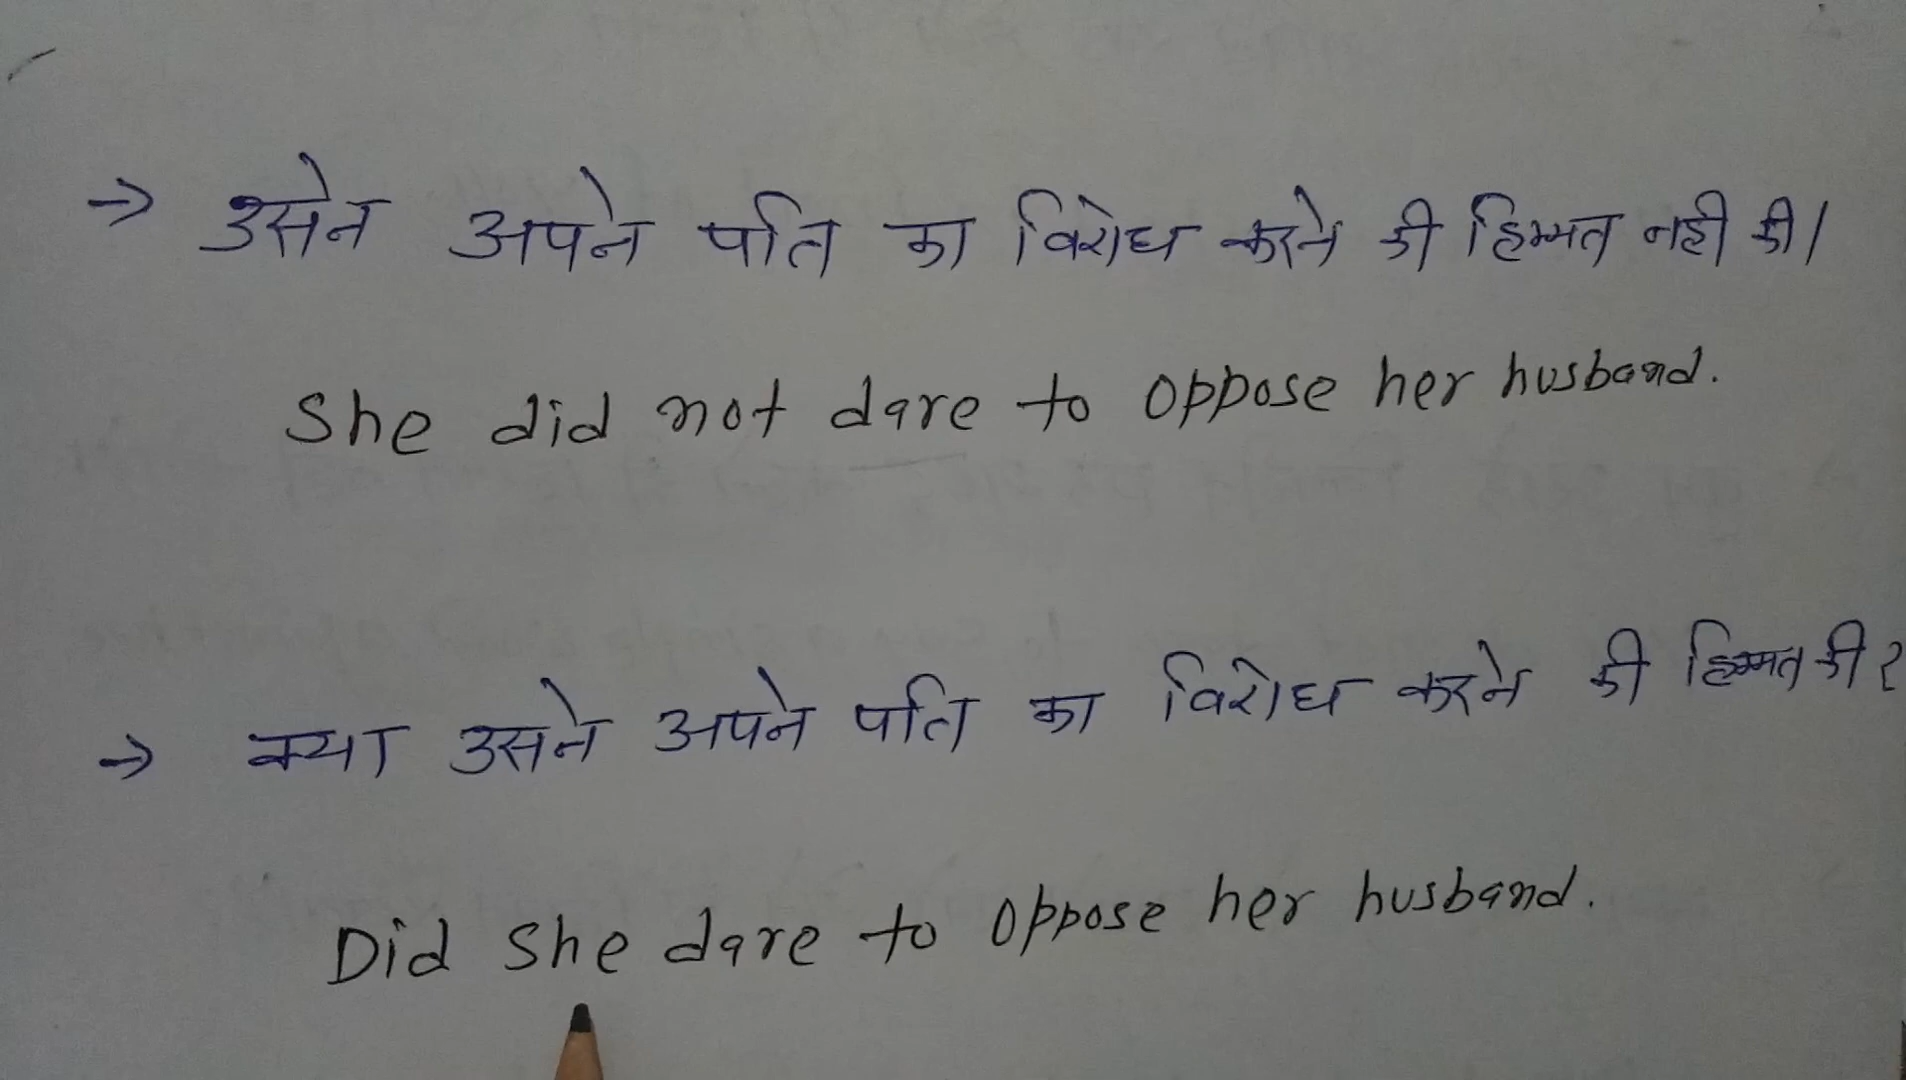 → उसेन अपने पति का विरोध करने की हिम्मत नही की।
She did not dare to oppose her husband.
→ क्या उसने अपने पति का विरोध करने की हिम्मत की?
Did she dare to oppose her husband.